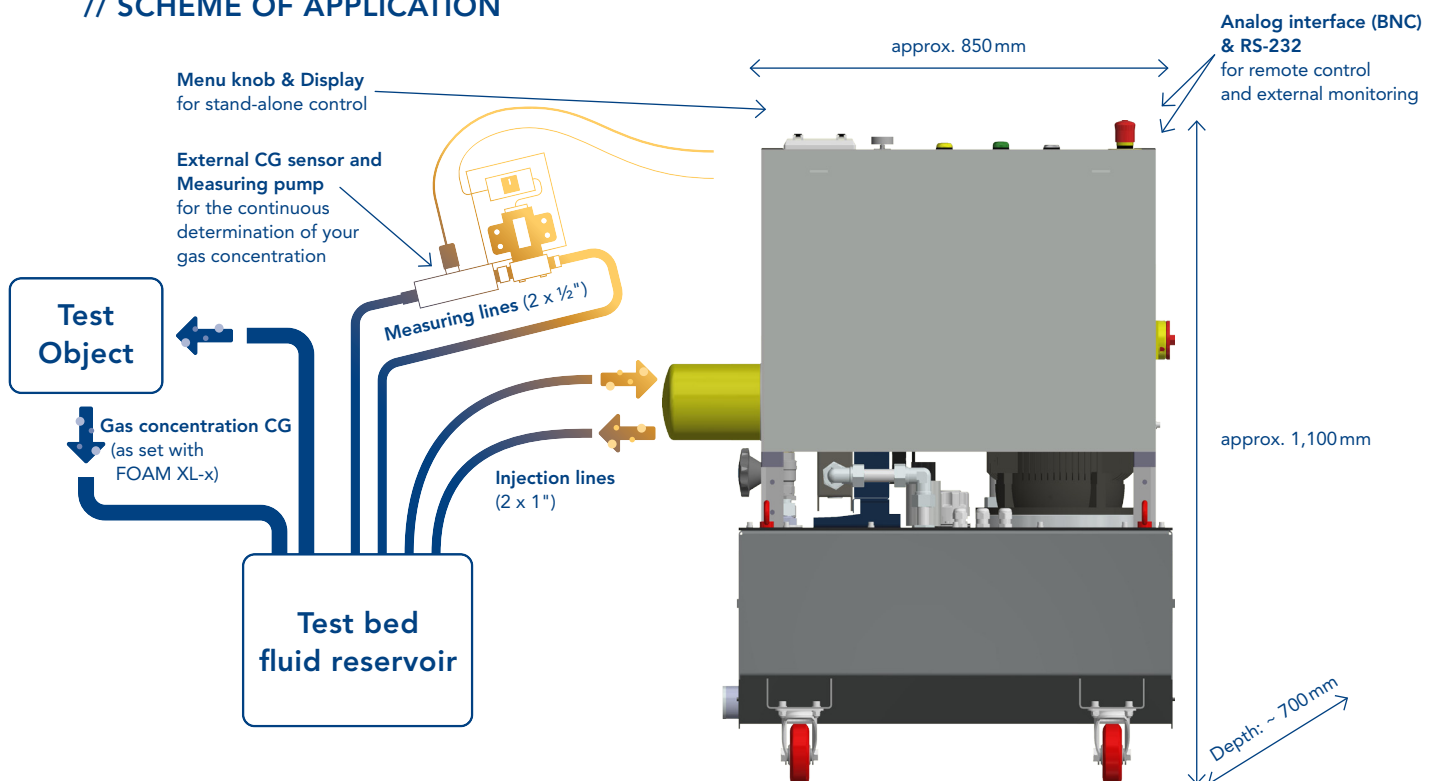 // SCHEME OF APPLICATION
approx. 850 mm
Analog interface (BNC)
& RS-232
for remote control
and external monitoring
Menu knob & Display
for stand-alone control
External CG sensor and
Measuring pump
for the continuous
determination of your
gas concentration
Measuring lines (2 x ½")
Test
Object
Gas concentration CG
(as set with
FOAM XL-x)
Injection lines
(2 x 1")
approx. 1,100 mm
Test bed
fluid reservoir
Depth: ~ 700 mm